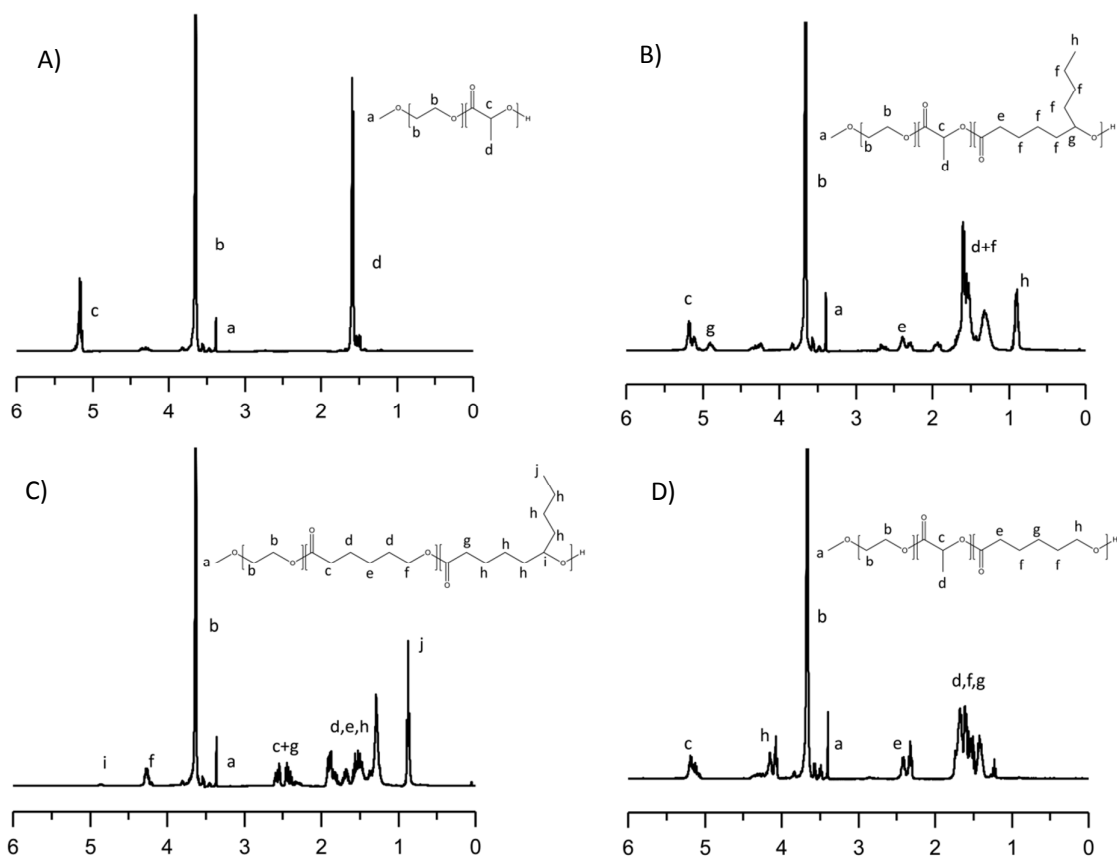 A)
O
b c O
a O O H
b d
b
d
c
a
6 5 4 3 2 1 0
B)
h
f
f
f
O
b c O e f g O H
a O O f f
b d O
b
d+f
c
h
g
a
e
6 5 4 3 2 1 0
C)
j
h
h
h
O
b d d O g h i O H
a O O c e f h h
b O
b
j
d,e,h
c+g
i
f
a
6 5 4 3 2 1 0
D)
O
b c O e g h O H
a O O f f
b d O
b
d,f,g
h
c
a
e
6 5 4 3 2 1 0